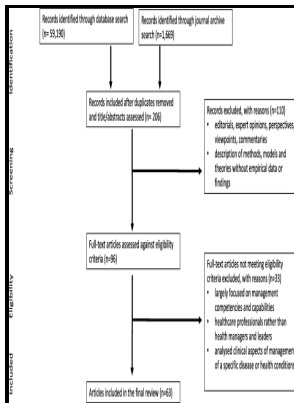 Records identified through database search
(n= 59,190)
Records identified through journal archive
search (n=1,669)
Identification
Records included after duplicates removed
and title/abstracts assessed (n= 206)
Records excluded, with reasons (n=110)
• editorials, expert opinions, perspectives,
viewpoints, commentaries
• description of methods, models and
theories without empirical data or
findings
Screening
Full-text articles assessed against eligibility
criteria (n=96)
Full-text articles not meeting eligibility
criteria excluded, with reasons (n=33)
• largely focused on management
competencies and capabilities
• healthcare professionals rather than
health managers and leaders
• analysed clinical aspects of management
of a specific disease or health condition
Eligibility
Articles included in the final review (n=63)
Included